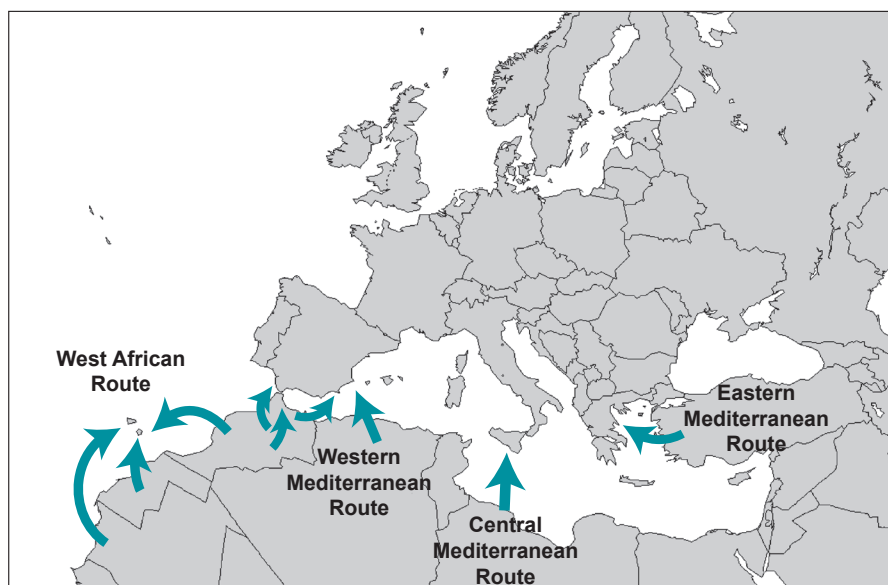 West African
Route
Western
Mediterranean
Route
Central
Mediterranean
Route
Eastern
Mediterranean
Route